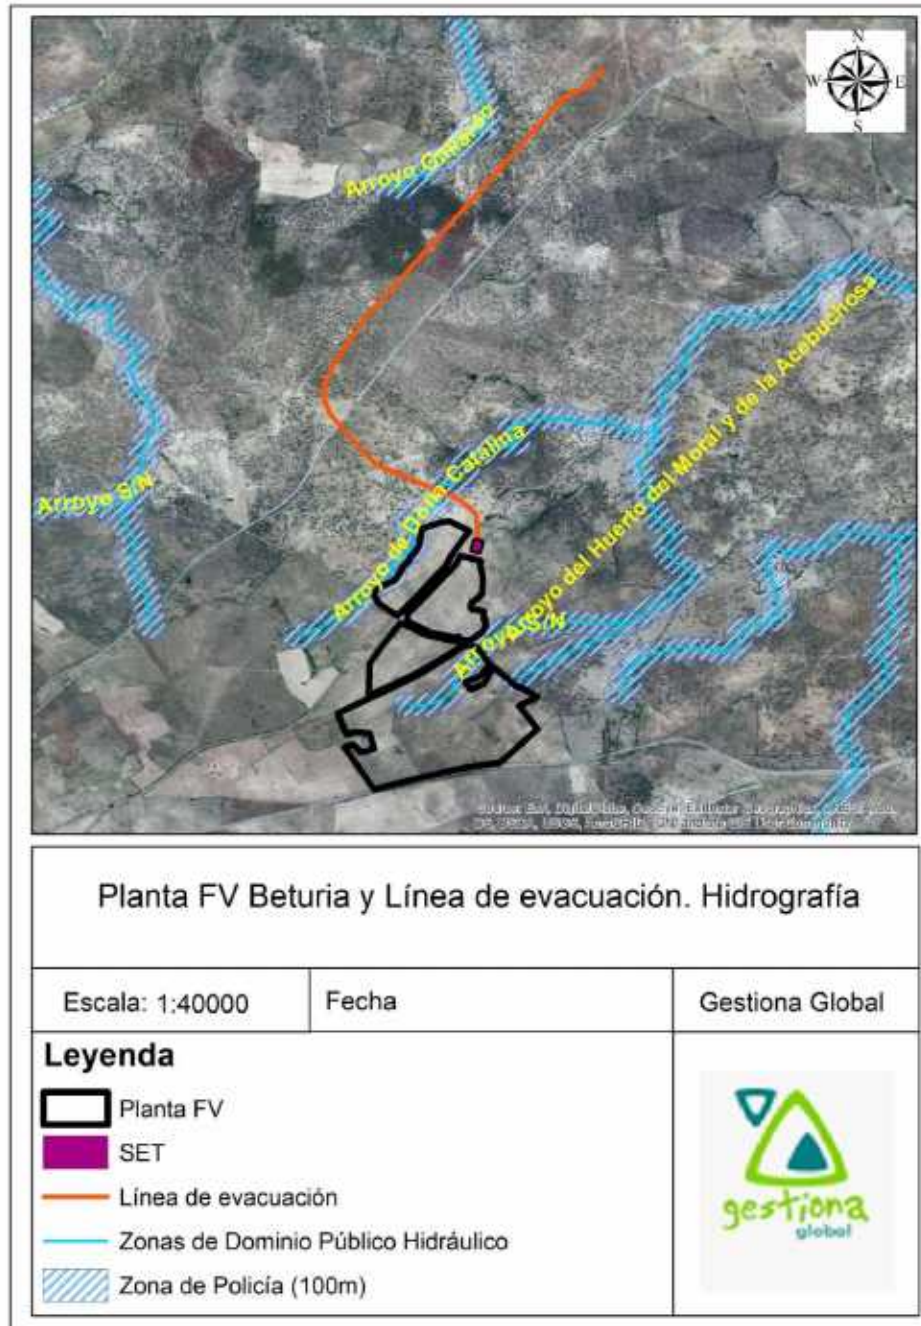 N
W E
S
Arroyo
Arroyo de Doña Catalina
Arroyo del Huerto del Moral y de la Acebuchosa
Arroyo S/N
Arroyo S/N
Planta FV Beturia y Línea de evacuación. Hidrografía
Escala: 1:40000
Fecha
Gestiona Global
Leyenda
Planta FV
SET
Línea de evacuación
Zonas de Dominio Público Hidráulico
Zona de Policía (100m)
gestiona
global